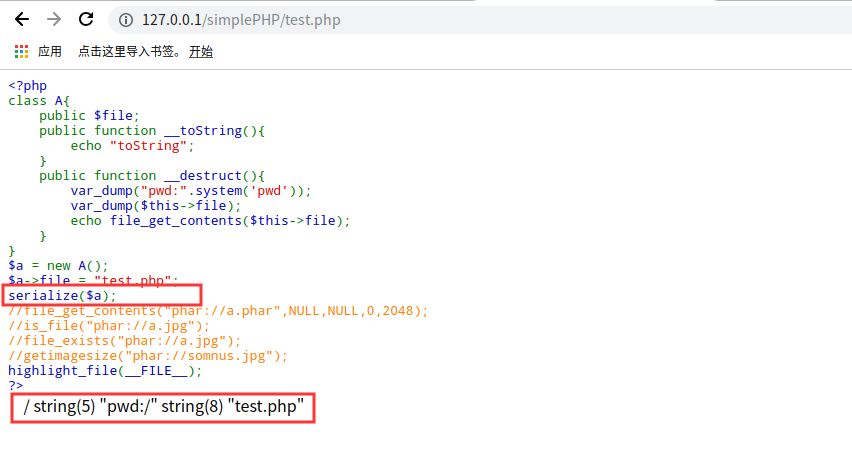 127.0.0.1/simplePHP/test.php
应用 点击这里导入书签。 开始
<?php
class A{
    public $file;
    public function __toString(){
        echo "toString";
    }
    public function __destruct(){
        var_dump("pwd:".system('pwd'));
        var_dump($this->file);
        echo file_get_contents($this->file);
    }
}
$a = new A();
$a->file = "test.php";
serialize($a);
//file_get_contents("phar://a.phar",NULL,NULL,0,2048);
//is_file("phar://a.jpg");
//file_exists("phar://a.jpg");
//getimagesize("phar://somnus.jpg");
highlight_file(__FILE__);
?>
/ string(5) "pwd:/" string(8) "test.php"